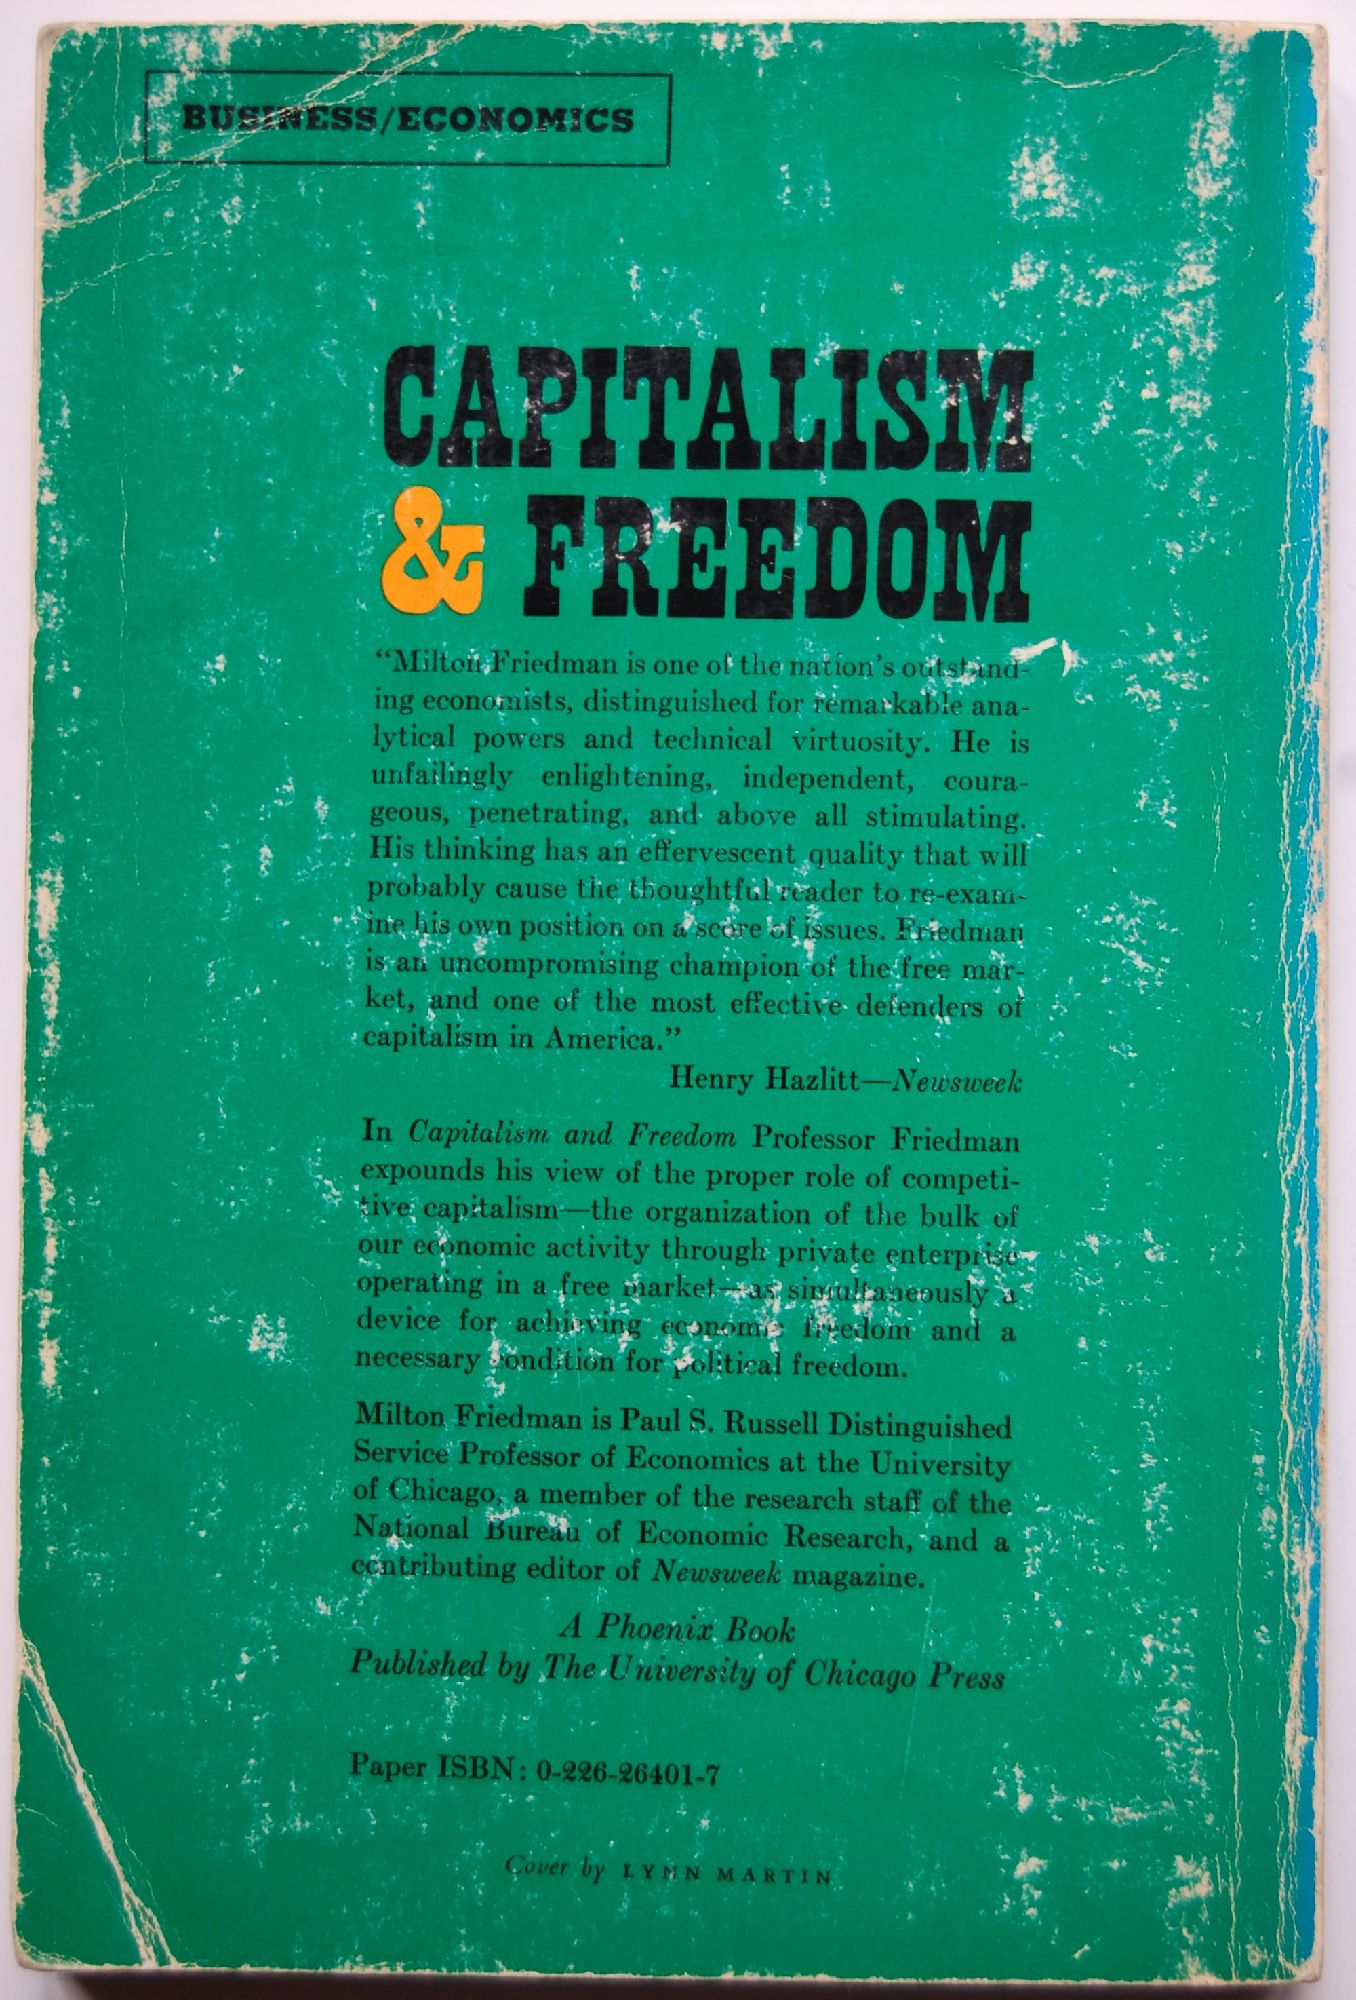 BUSINESS/ECONOMICS
CAPITALISM
& FREEDOM
“Milton Friedman is one of the nation’s outstand-
ing economists, distinguished for remarkable ana-
lytical powers and technical virtuosity. He is
unfailingly enlightening, independent, coura-
geous, penetrating, and above all stimulating.
His thinking has an effervescent quality that will
probably cause the thoughtful reader to re-exam-
ine his own position on a score of issues. Friedman
is an uncompromising champion of the free mar-
ket, and one of the most effective defenders of
capitalism in America.”
Henry Hazlitt—Newsweek
In Capitalism and Freedom Professor Friedman
expounds his view of the proper role of competi-
tive capitalism—the organization of the bulk of
our economic activity through private enterprise
operating in a free market—as simultaneously a
device for achieving economic freedom and a
necessary condition for political freedom.
Milton Friedman is Paul S. Russell Distinguished
Service Professor of Economics at the University
of Chicago, a member of the research staff of the
National Bureau of Economic Research, and a
contributing editor of Newsweek magazine.
A Phoenix Book
Published by The University of Chicago Press
Paper ISBN: 0-226-26401-7
Cover by LYNN MARTIN